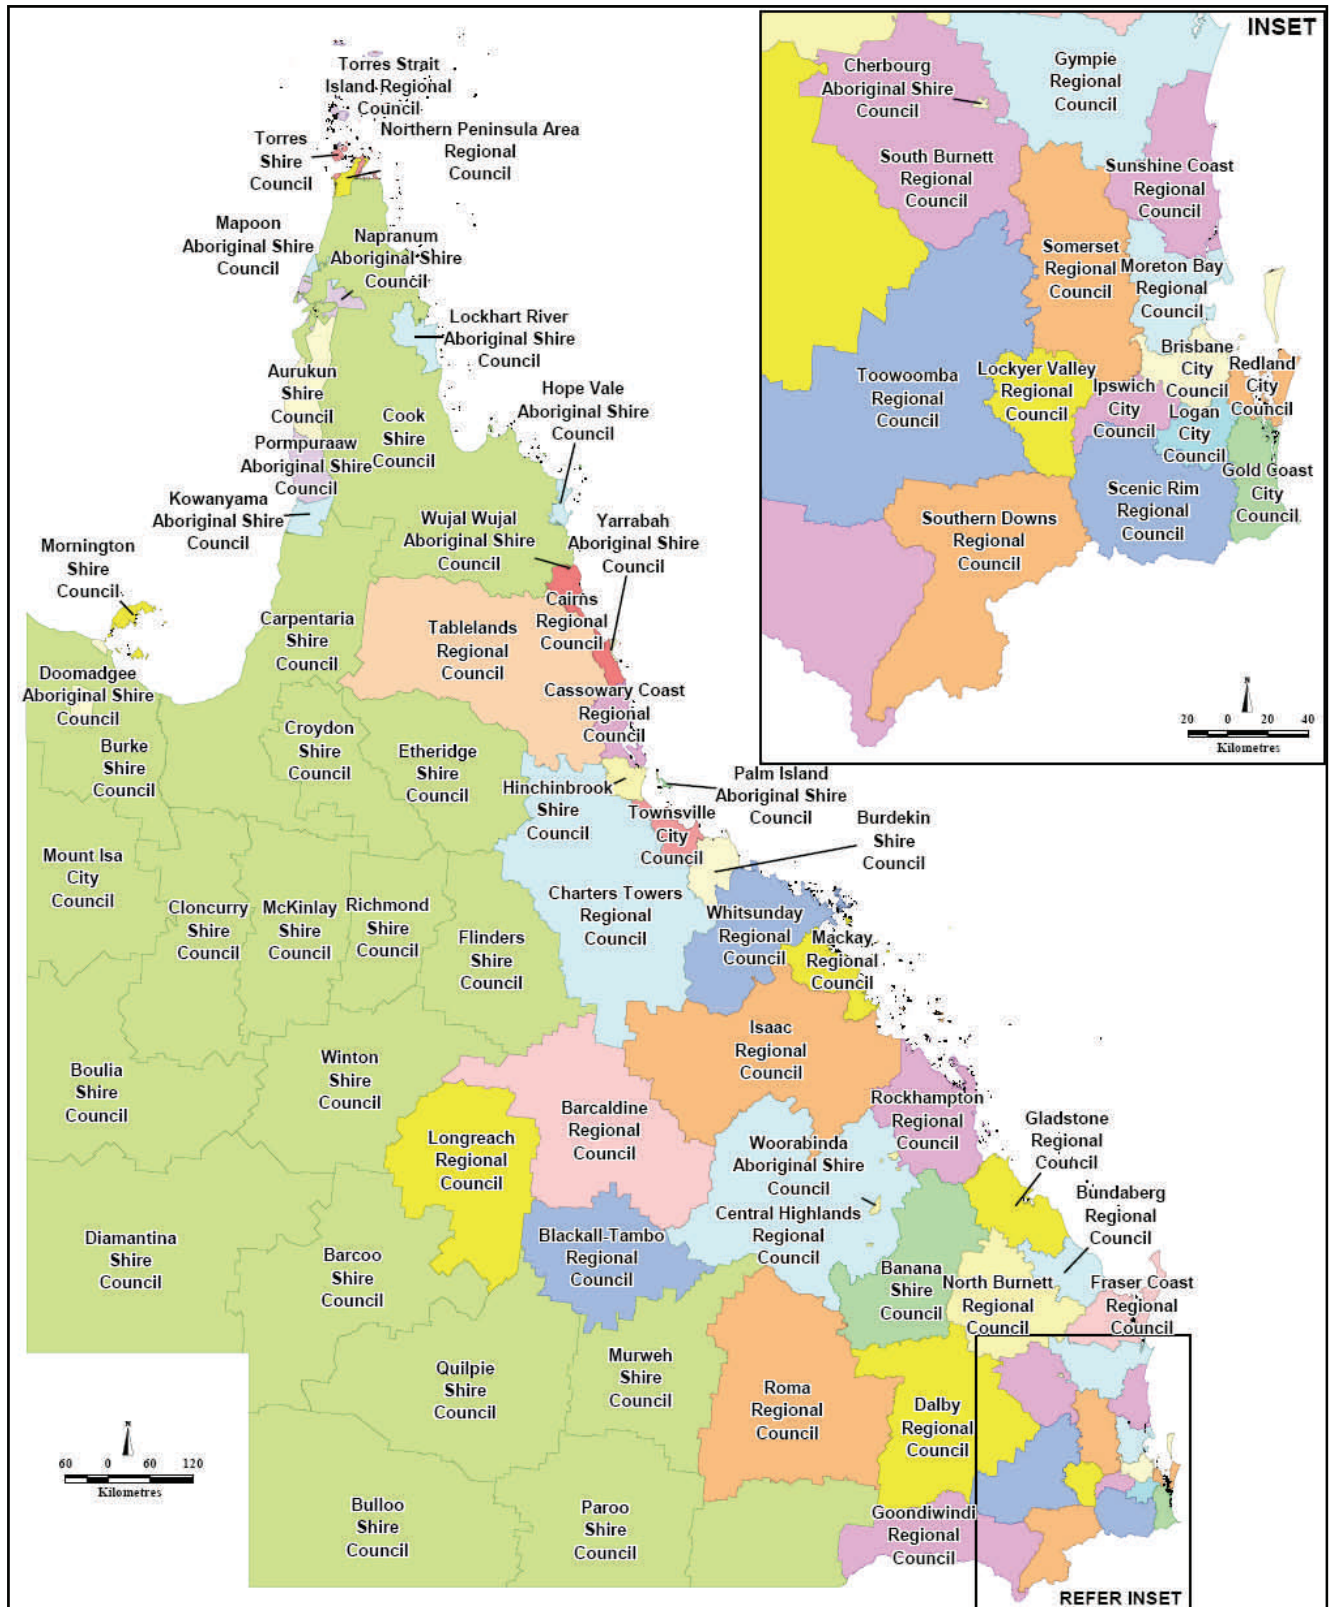 INSET
Cherbourg
Aboriginal Shire
Council
Gympie
Regional
Council
South Burnett
Regional
Council
Sunshine Coast
Regional
Council
Somerset
Regional
Council
Moreton Bay
Regional
Council
Brisbane
City
Council
Redland
City
Council
Toowoomba
Regional
Council
Lockyer Valley
Regional
Council
Ipswich
City
Council
Logan
City
Council
Gold Coast
City
Council
Scenic Rim
Regional
Council
Southern Downs
Regional
Council
N
20 0 20 40
Kilometres
Torres Strait
Island Regional
Council
Northern Peninsula Area
Regional
Council
Torres
Shire
Council
Mapoon
Aboriginal Shire
Council
Napranum
Aboriginal Shire
Council
Lockhart River
Aboriginal Shire
Council
Aurukun
Shire
Council
Hope Vale
Aboriginal Shire
Council
Cook
Shire
Council
Pormpuraaw
Aboriginal Shire
Council
Kowanyama
Aboriginal Shire
Council
Wujal Wujal
Aboriginal Shire
Council
Yarrabah
Aboriginal Shire
Council
Mornington
Shire
Council
Carpentaria
Shire
Council
Tablelands
Regional
Council
Cairns
Regional
Council
Doomadgee
Aboriginal Shire
Council
Cassowary Coast
Regional
Council
Burke
Shire
Council
Croydon
Shire
Council
Etheridge
Shire
Council
Hinchinbrook
Shire
Council
Palm Island
Aboriginal Shire
Council
Townsville
City
Council
Burdekin
Shire
Council
Mount Isa
City
Council
Cloncurry
Shire
Council
McKinlay
Shire
Council
Richmond
Shire
Council
Flinders
Shire
Council
Charters Towers
Regional
Council
Whitsunday
Regional
Council
Mackay
Regional
Council
Isaac
Regional
Council
Boulia
Shire
Council
Winton
Shire
Council
Longreach
Regional
Council
Barcaldine
Regional
Council
Rockhampton
Regional
Council
Woorabinda
Aboriginal Shire
Council
Gladstone
Regional
Council
Bundaberg
Regional
Council
Central Highlands
Regional
Council
Diamantina
Shire
Council
Barcoo
Shire
Council
Blackall-Tambo
Regional
Council
Banana
Shire
Council
North Burnett
Regional
Council
Fraser Coast
Regional
Council
Quilpie
Shire
Council
Murweh
Shire
Council
Roma
Regional
Council
Dalby
Regional
Council
N
60 0 60 120
Kilometres
Bulloo
Shire
Council
Paroo
Shire
Council
Goondiwindi
Regional
Council
REFER INSET